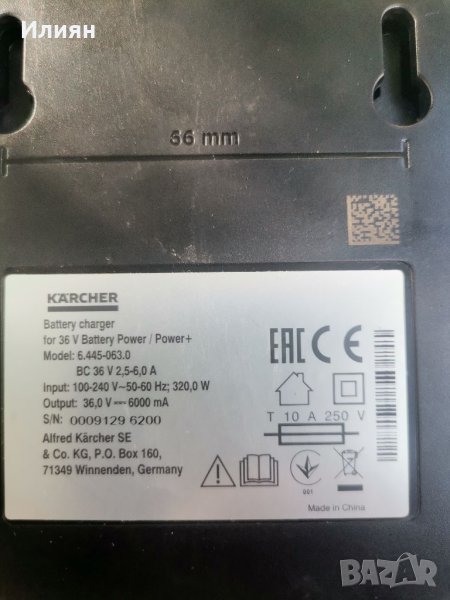 Илиян
66 mm
KÄRCHER
Battery charger
for 36 V Battery Power / Power+
Model: 6.445-063.0
BC 36 V 2,5-6,0 A
Input: 100-240 V~50-60 Hz; 320,0 W
Output: 36,0 V⎓ 6000 mA
S/N: 0009129 6200
Alfred Kärcher SE
& Co. KG, P.O. Box 160,
71349 Winnenden, Germany
EAC CE
T 10 A 250 V
001
Made in China
BAZAR